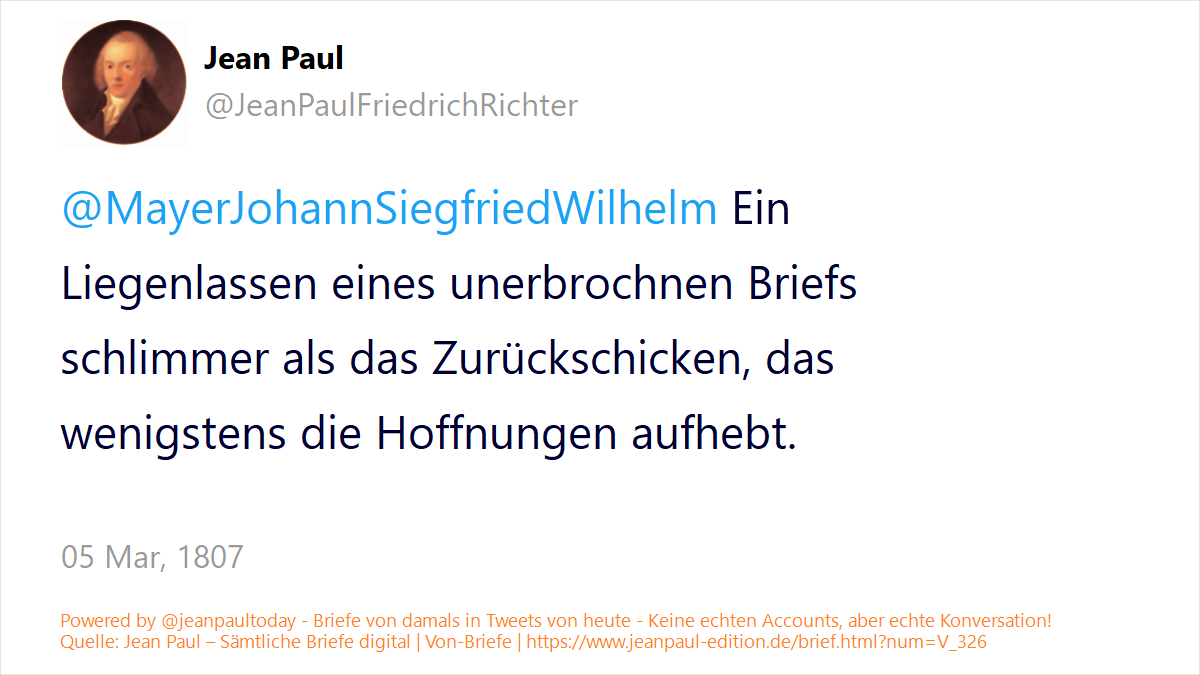 Jean Paul
@JeanPaulFriedrichRichter
@MayerJohannSiegfriedWilhelm Ein
Liegenlassen eines unerbrochnen Briefs
schlimmer als das Zurückschicken, das
wenigstens die Hoffnungen aufhebt.
05 Mar, 1807
Powered by @jeanpaultoday - Briefe von damals in Tweets von heute - Keine echten Accounts, aber echte Konversation!
Quelle: Jean Paul – Sämtliche Briefe digital | Von-Briefe | https://www.jeanpaul-edition.de/brief.html?num=V_326